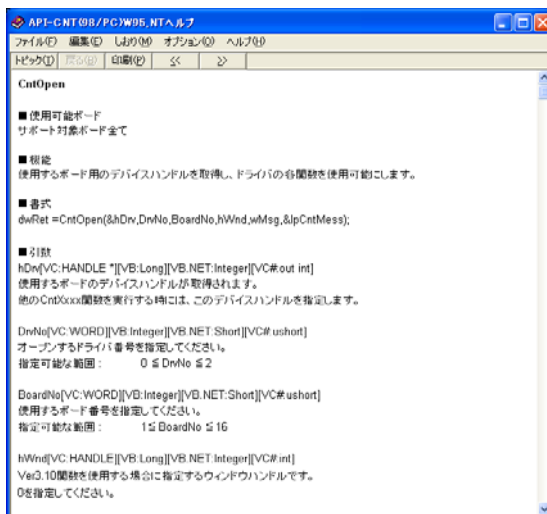 API-CNT(98/PC)W95,NTヘルプ
ファイル(F) 編集(E) しおり(M) オプション(O) ヘルプ(H)
トピック(T) 戻る(B) 印刷(P) << >>
CntOpen
■使用可能ボード
サポート対象ボード全て
■機能
使用するボード用のデバイスハンドルを取得し、ドライバの各関数を使用可能にします。
■書式
dwRet =CntOpen(&hDrv,DrvNo,BoardNo,hWnd,wMsg,&lpCntMess);
■引数
hDrv[VC:HANDLE *][VB:Long][VB.NET:Integer][VC#:out int]
使用するボードのデバイスハンドルが取得されます。
他のCntXxxx関数を実行する時には、このデバイスハンドルを指定します。
DrvNo[VC:WORD][VB:Integer][VB.NET:Short][VC#:ushort]
オープンするドライバ番号を指定してください。
指定可能な範囲： 0 ≦ DrvNo ≦ 2
BoardNo[VC:WORD][VB:Integer][VB.NET:Short][VC#:ushort]
使用するボード番号を指定してください。
指定可能な範囲： 1≦ BoardNo ≦ 16
hWnd[VC:HANDLE][VB:Long][VB.NET:Integer][VC#:int]
Ver3.10関数を使用する場合に指定するウィンドウハンドルです。
0を指定してください。